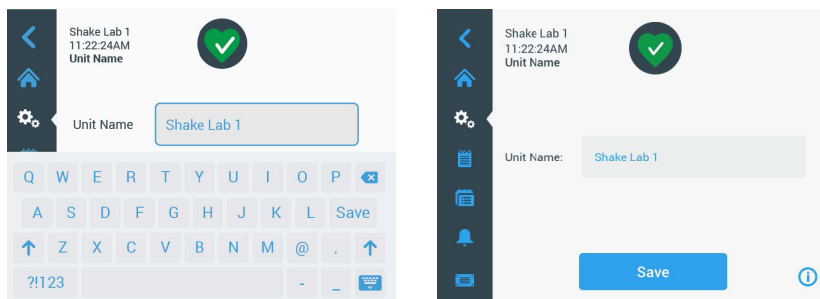 Shake Lab 1
11:22:24AM
Unit Name
Unit Name
Shake Lab 1
Q W E R T Y U I O P
A S D F G H J K L Save
Z X C V B N M @ .
?!123 - _
Shake Lab 1
11:22:24AM
Unit Name
Unit Name:
Shake Lab 1
Save